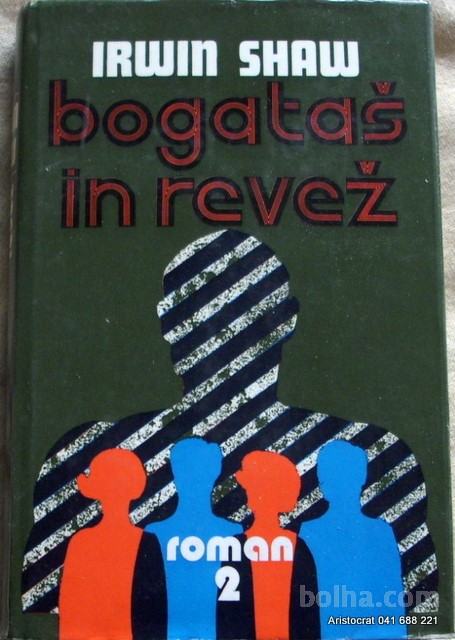 IRWIN SHAW
bogataš
in revež
roman
2
bolha.com
Aristocrat 041 688 221